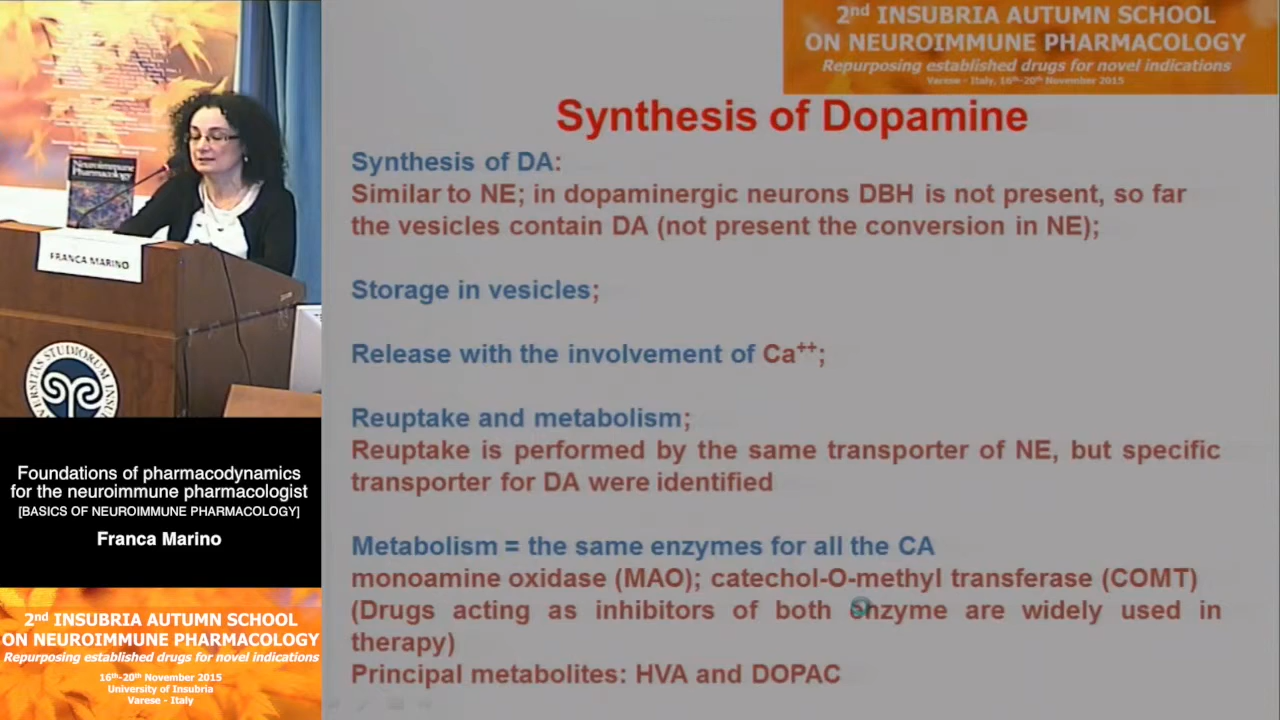 2nd INSUBRIA AUTUMN SCHOOL
ON NEUROIMMUNE PHARMACOLOGY
Repurposing established drugs for novel indications
Varese - Italy, 16th-20th November 2015
Synthesis of Dopamine
Synthesis of DA:
Similar to NE; in dopaminergic neurons DBH is not present, so far
the vesicles contain DA (not present the conversion in NE);
Storage in vesicles;
Release with the involvement of Ca++;
Reuptake and metabolism;
Reuptake is performed by the same transporter of NE, but specific
transporter for DA were identified
Metabolism = the same enzymes for all the CA
monoamine oxidase (MAO); catechol-O-methyl transferase (COMT)
(Drugs acting as inhibitors of both enzyme are widely used in
therapy)
Principal metabolites: HVA and DOPAC
Neuroimmune
Pharmacology
FRANCA MARINO
Foundations of pharmacodynamics
for the neuroimmune pharmacologist
[BASICS OF NEUROIMMUNE PHARMACOLOGY]
Franca Marino
2nd INSUBRIA AUTUMN SCHOOL
ON NEUROIMMUNE PHARMACOLOGY
Repurposing established drugs for novel indications
16th-20th November 2015
University of Insubria
Varese - Italy